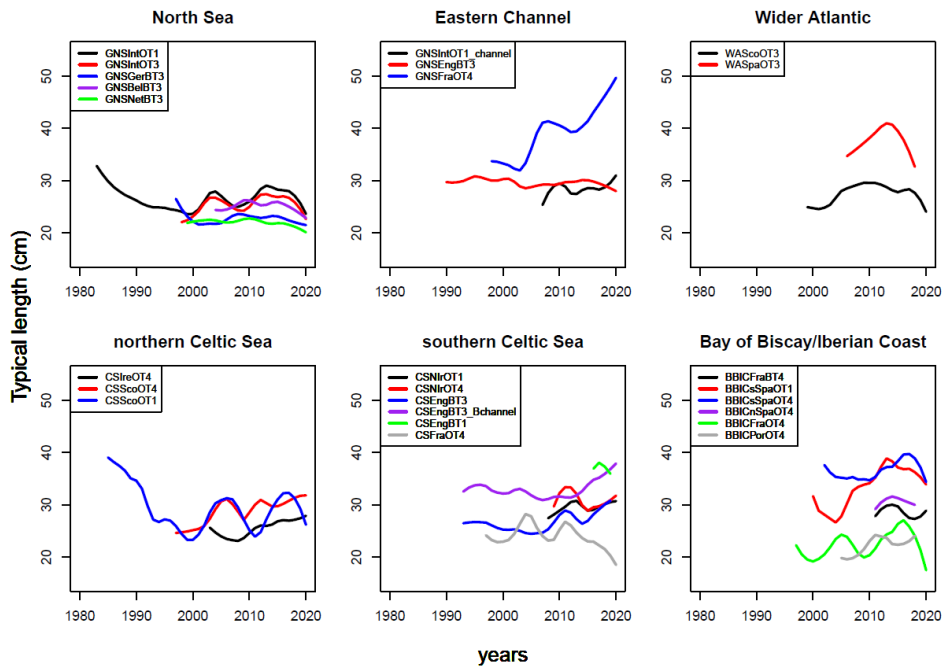 North Sea
GNSIntOT1
GNSIntOT3
GNSGerBT3
GNSBelBT3
GNSNetBT3
50
40
30
20
1980 1990 2000 2010 2020
Eastern Channel
GNSIntOT1_channel
GNSEngBT3
GNSFraOT4
50
40
30
20
1980 1990 2000 2010 2020
Wider Atlantic
WAScoOT3
WASpaOT3
50
40
30
20
1980 1990 2000 2010 2020
Typical length (cm)
northern Celtic Sea
CSIreOT4
CSScoOT4
CSScoOT1
50
40
30
20
1980 1990 2000 2010 2020
southern Celtic Sea
CSNIrOT1
CSNIrOT4
CSEngBT3
CSEngBT3_Bchannel
CSEngBT1
CSFraOT4
50
40
30
20
1980 1990 2000 2010 2020
Bay of Biscay/Iberian Coast
BBICFraBT4
BBICsSpaOT1
BBICsSpaOT4
BBICnSpaOT4
BBICFraOT4
BBICPorOT4
50
40
30
20
1980 1990 2000 2010 2020
years